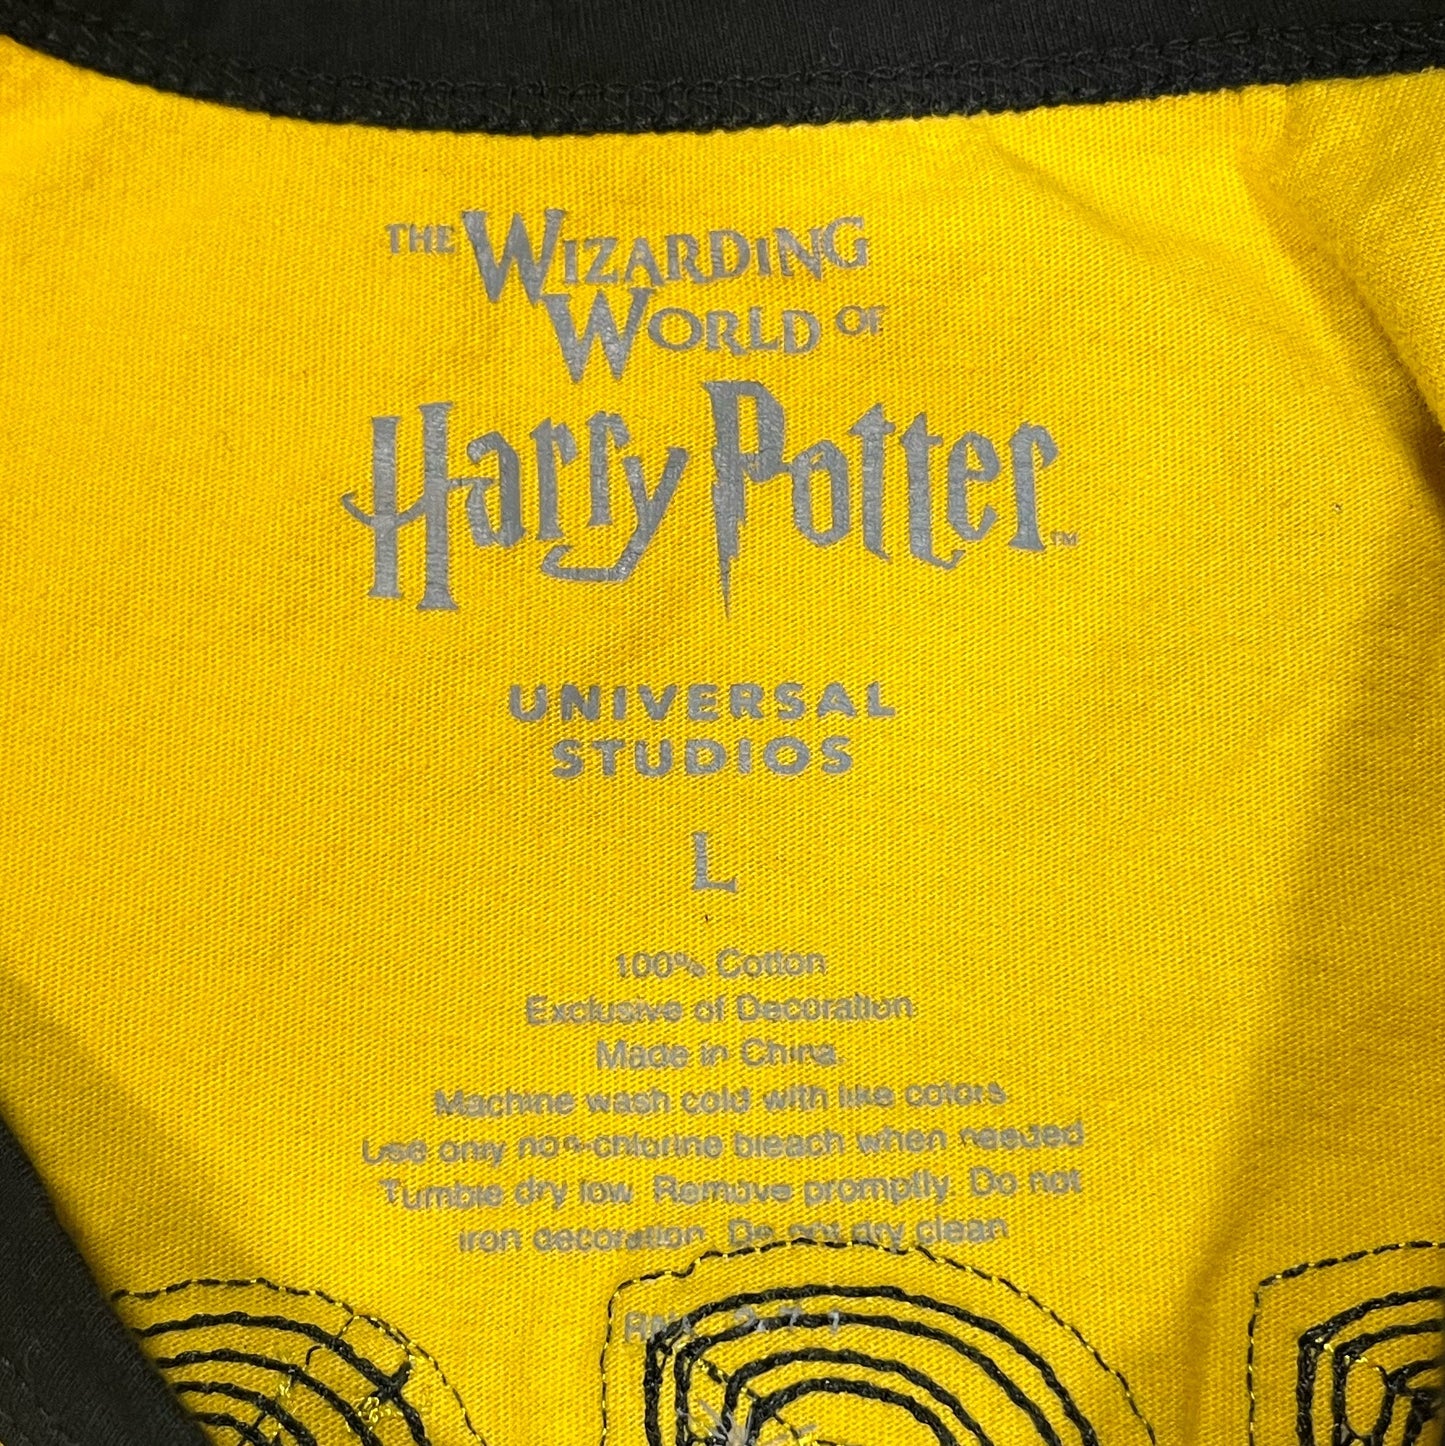 THE WIZARDING
WORLD OF
Harry Potter™
UNIVERSAL
STUDIOS
L
100% Cotton
Exclusive of Decoration
Made in China
Machine wash cold with like colors
Use only non-chlorine bleach when needed
Tumble dry low. Remove promptly. Do not
iron decoration. Do not dry clean